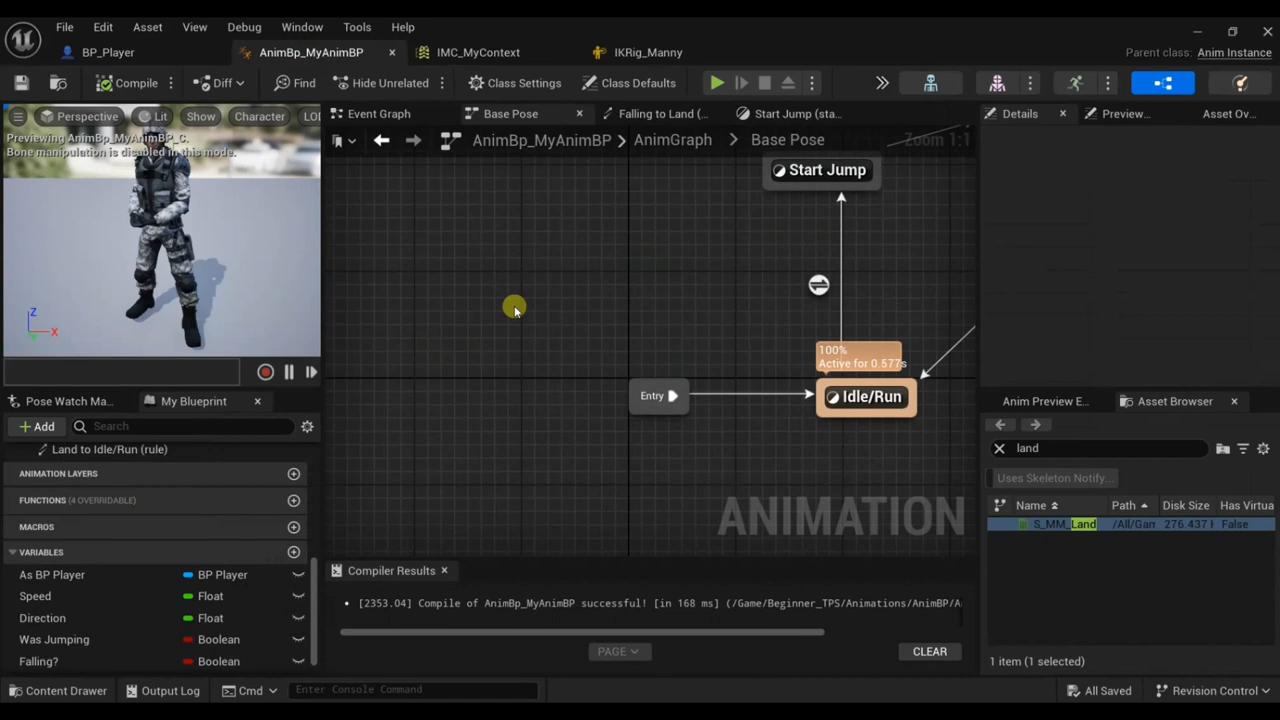 File Edit Asset View Debug Window Tools Help
BP_Player AnimBp_MyAnimBP IMC_MyContext IKRig_Manny
Parent class: Anim Instance
Compile Diff Find Hide Unrelated Class Settings Class Defaults
Perspective Lit Show Character LOI
Previewing AnimBp_MyAnimBP_C.
Bone manipulation is disabled in this mode.
Z
X
Event Graph Base Pose Falling to Land ( Start Jump (sta...
AnimBp_MyAnimBP AnimGraph Base Pose Zoom 1:1
Start Jump
100%
Active for 0.577s
Entry
Idle/Run
ANIMATION
Details Preview... Asset Ov...
Pose Watch Ma... My Blueprint
Add Search
Land to Idle/Run (rule)
ANIMATION LAYERS
FUNCTIONS (4 OVERRIDABLE)
MACROS
VARIABLES
As BP Player BP Player
Speed Float
Direction Float
Was Jumping Boolean
Falling? Boolean
Compiler Results
[2353.04] Compile of AnimBp_MyAnimBP successful! [in 168 ms] (/Game/Beginner_TPS/Animations/AnimBP/A
PAGE CLEAR
Anim Preview E... Asset Browser
land
Uses Skeleton Notify...
Name Path Disk Size Has Virtua
S_MM_Land /All/Gam 276.437 False
1 item (1 selected)
Content Drawer Output Log Cmd Enter Console Command All Saved Revision Control